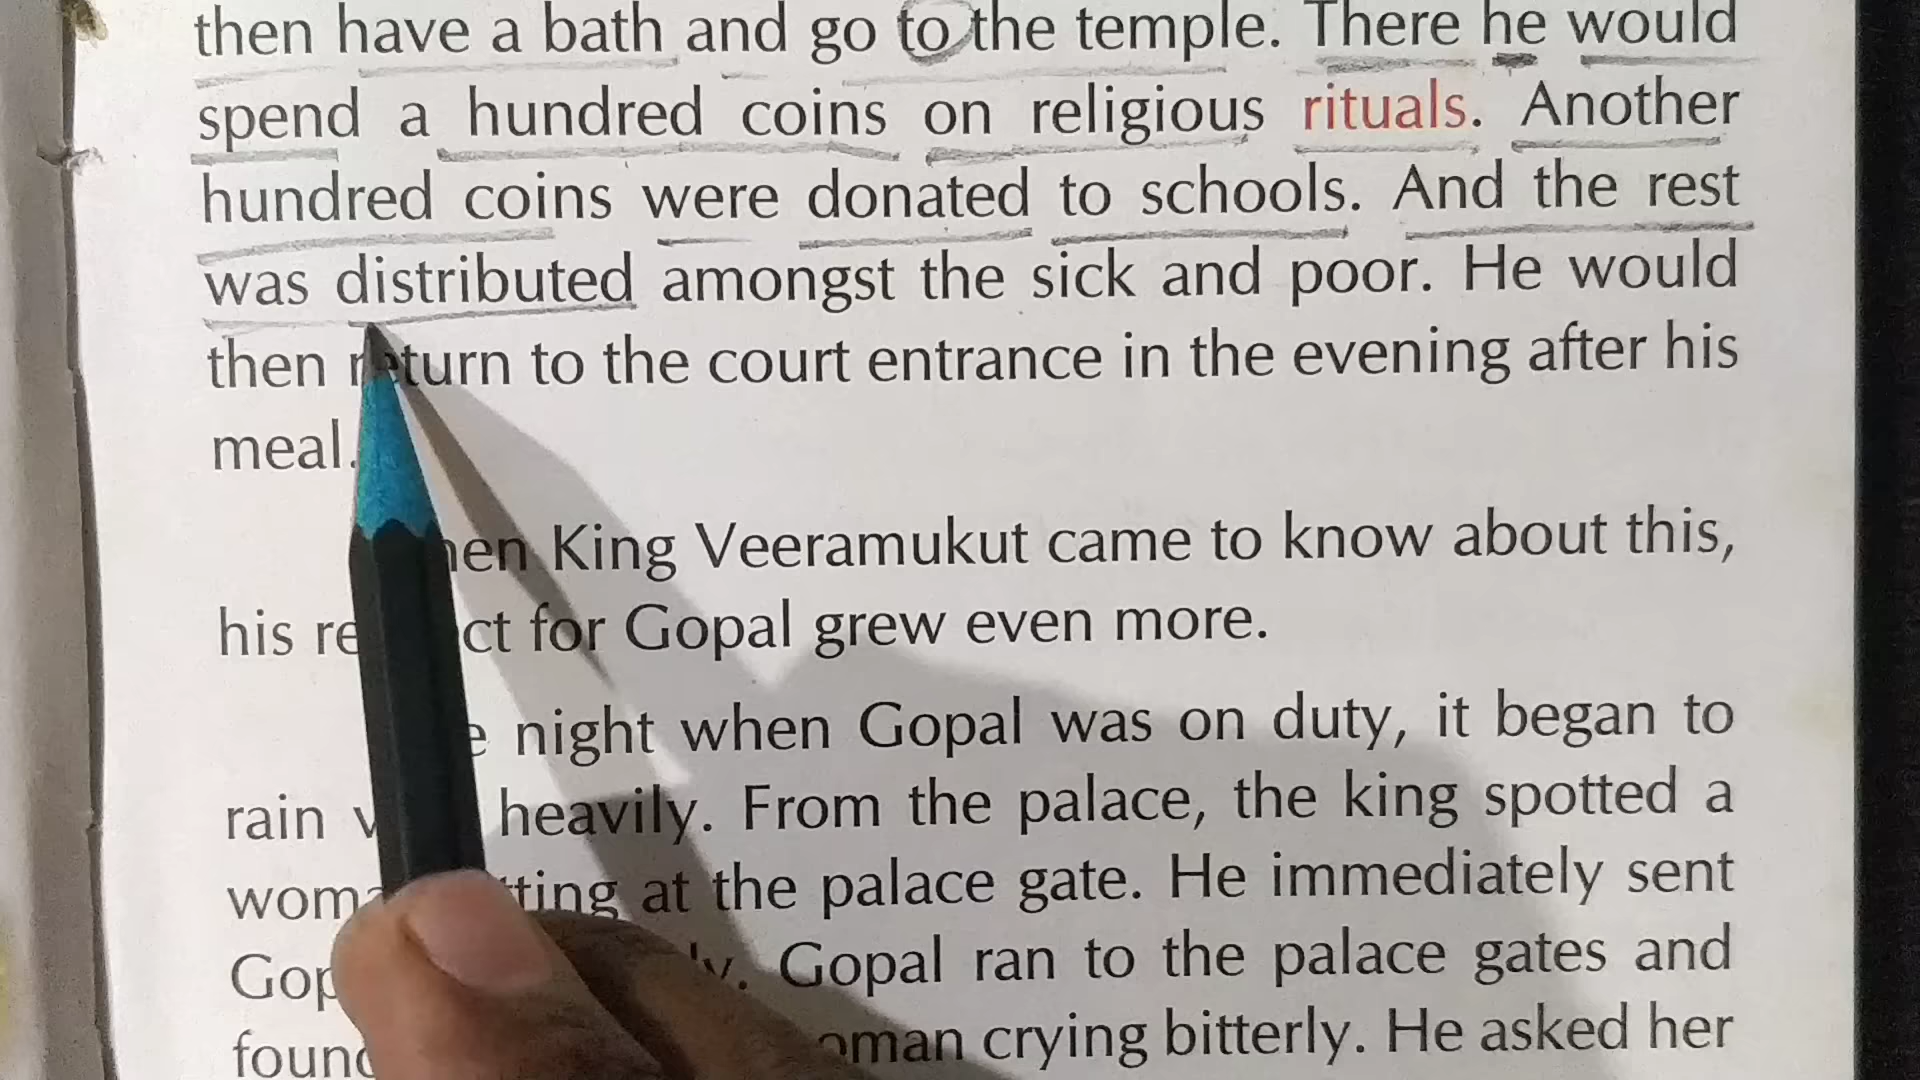 then have a bath and go to the temple. There he would
spend a hundred coins on religious rituals. Another
hundred coins were donated to schools. And the rest
was distributed amongst the sick and poor. He would
then return to the court entrance in the evening after his
meal.
King Veeramukut came to know about this,
his for Gopal grew even more.
night when Gopal was on duty, it began to
rain heavily. From the palace, the king spotted a
at the palace gate. He immediately sent
Gopal ran to the palace gates and
crying bitterly. He asked her